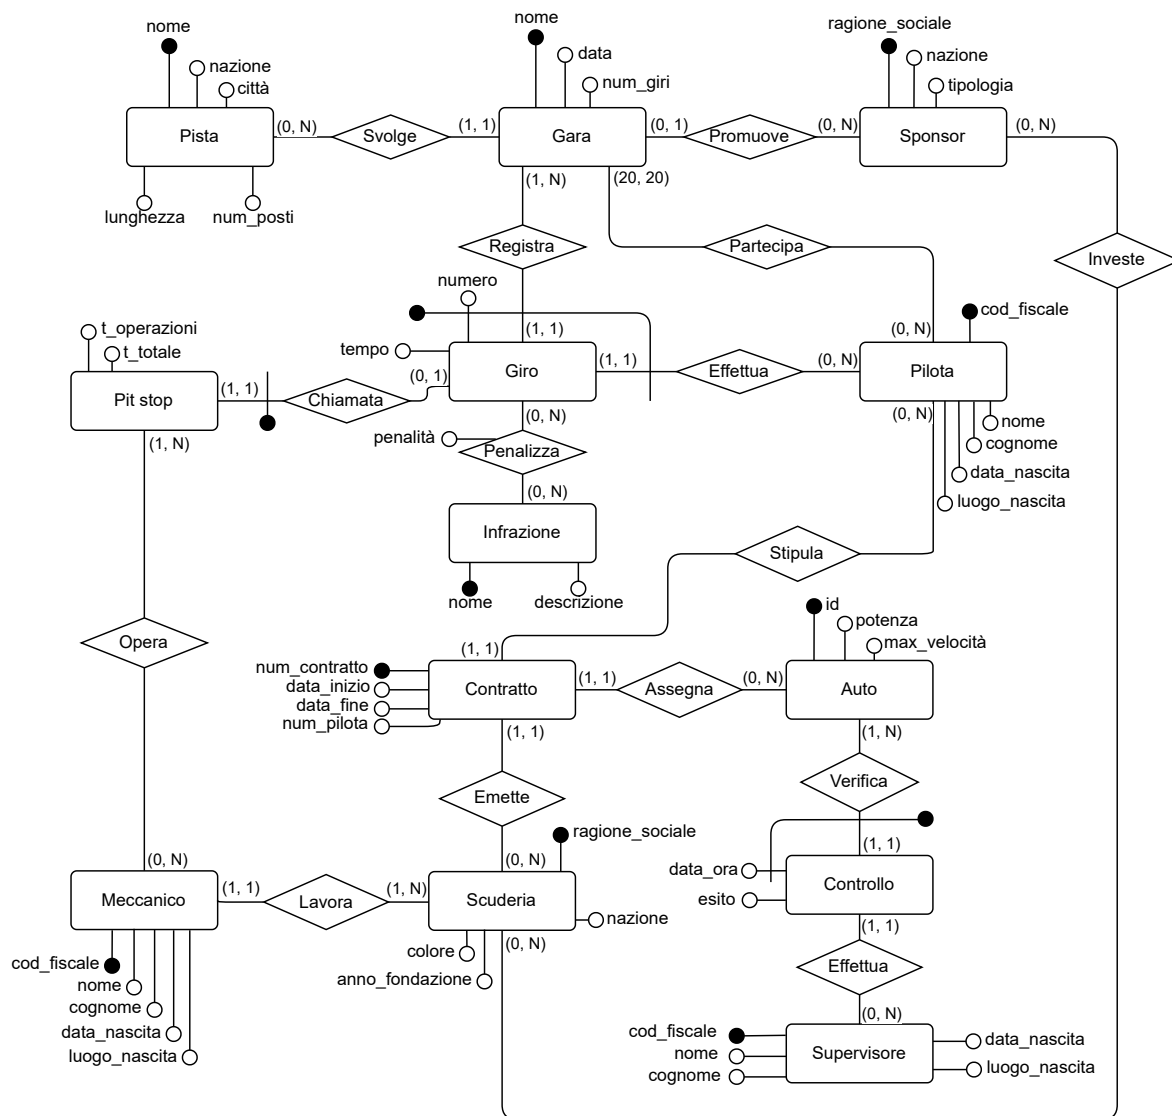 nome
nazione
città
Pista
lunghezza
num_posti
(0, N)
Svolge
(1, 1)
nome
data
num_giri
Gara
(0, 1)
Promuove
(0, N)
ragione_sociale
nazione
tipologia
Sponsor
(0, N)
(1, N)
(20, 20)
Registra
Partecipa
Investe
numero
cod_fiscale
(1, 1)
(0, N)
t_operazioni
t_totale
tempo
Pit stop
(1, 1)
Chiamata
(0, 1)
Giro
(1, 1)
Effettua
(0, N)
Pilota
(1, N)
(0, N)
(0, N)
nome
cognome
data_nascita
luogo_nascita
penalità
Penalizza
(0, N)
Infrazione
nome
descrizione
Stipula
Opera
(1, 1)
id
potenza
max_velocità
num_contratto
data_inizio
data_fine
num_pilota
Contratto
(1, 1)
Assegna
(0, N)
Auto
(1, 1)
(1, N)
Emette
Verifica
ragione_sociale
(0, N)
(0, N)
(1, 1)
Meccanico
(1, 1)
Lavora
(1, N)
Scuderia
nazione
data_ora
esito
Controllo
(0, N)
(1, 1)
colore
anno_fondazione
cod_fiscale
nome
cognome
data_nascita
luogo_nascita
Effettua
(0, N)
cod_fiscale
nome
cognome
Supervisore
data_nascita
luogo_nascita